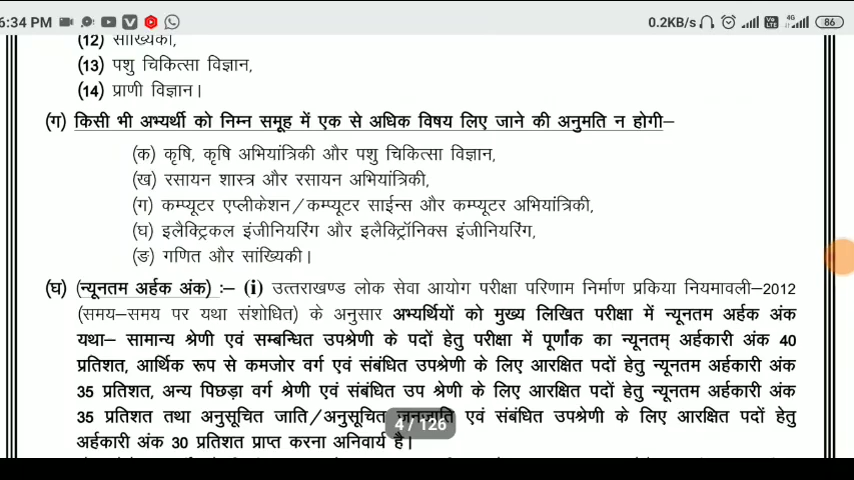 6:34 PM
0.2KB/s
4G
86
(12) सांख्यिकी,
(13) पशु चिकित्सा विज्ञान,
(14) प्राणी विज्ञान।
(ग) किसी भी अभ्यर्थी को निम्न समूह में एक से अधिक विषय लिए जाने की अनुमति न होगी–
(क) कृषि, कृषि अभियांत्रिकी और पशु चिकित्सा विज्ञान,
(ख) रसायन शास्त्र और रसायन अभियांत्रिकी,
(ग) कम्प्यूटर एप्लीकेशन/कम्प्यूटर साईन्स और कम्प्यूटर अभियांत्रिकी,
(घ) इलैक्ट्रिकल इंजीनियरिंग और इलैक्ट्रॉनिक्स इंजीनियरिंग,
(ङ) गणित और सांख्यिकी।
(घ) (न्यूनतम अर्हक अंक) :– (i) उत्तराखण्ड लोक सेवा आयोग परीक्षा परिणाम निर्माण प्रकिया नियमावली–2012
(समय–समय पर यथा संशोधित) के अनुसार अभ्यर्थियों को मुख्य लिखित परीक्षा में न्यूनतम अर्हक अंक
यथा– सामान्य श्रेणी एवं सम्बन्धित उपश्रेणी के पदों हेतु परीक्षा में पूर्णांक का न्यूनतम् अर्हकारी अंक 40
प्रतिशत, आर्थिक रूप से कमजोर वर्ग एवं संबंधित उपश्रेणी के लिए आरक्षित पदों हेतु न्यूनतम अर्हकारी अंक
35 प्रतिशत, अन्य पिछड़ा वर्ग श्रेणी एवं संबंधित उप श्रेणी के लिए आरक्षित पदों हेतु न्यूनतम अर्हकारी अंक
35 प्रतिशत तथा अनुसूचित जाति/अनुसूचित जनजाति एवं संबंधित उपश्रेणी के लिए आरक्षित पदों हेतु
4 / 126
अर्हकारी अंक 30 प्रतिशत प्राप्त करना अनिवार्य है।